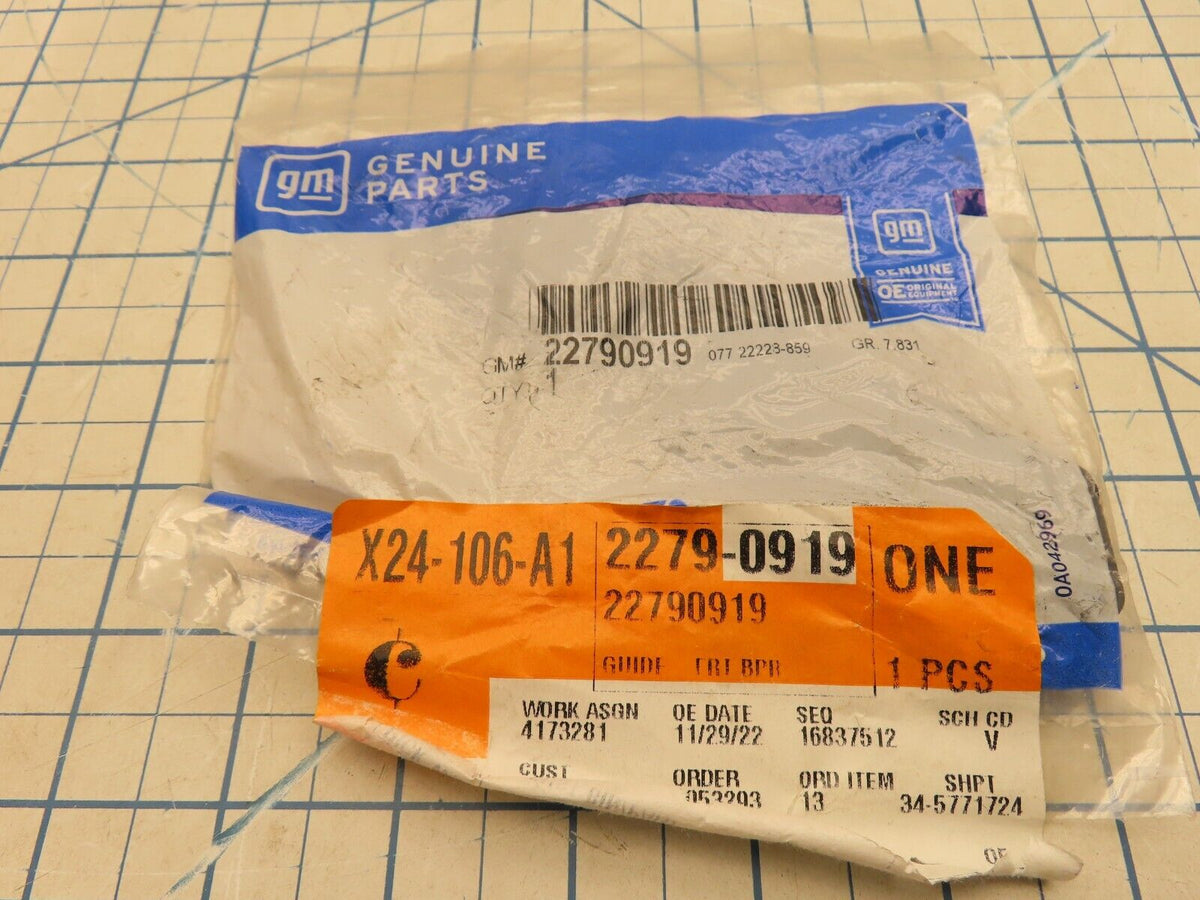 gm GENUINE
PARTS
gm
GENUINE
OE ORIGINAL
EQUIPMENT
GM# 22790919 077 22223-859 GR. 7.831
QTY: 1
0A042969
X24-106-A1 2279-0919 ONE
22790919
GUIDE FRT BPR 1 PCS
WORK ASGN OE DATE SEQ SCH CD
4173281 11/29/22 16837512 V
CUST ORDER ORD ITEM SHPT
053293 13 34-5771724
OF